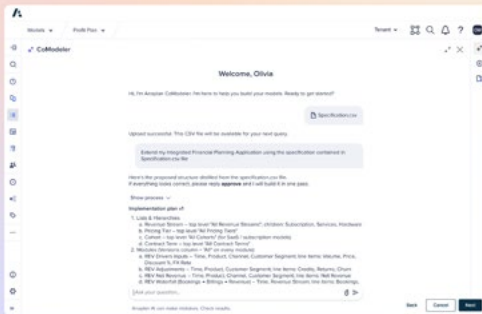 Models
Profit Plan
Tenant
?
CoModeler
Welcome, Olivia
Hi, I'm Anaplan CoModeler. I'm here to help you build your models. Ready to get started?
Specification.csv
Upload successful. This CSV file will be available for your next query.
Extend my Integrated Financial Planning Application using the specification contained in
Specification.csv file
Here's the proposed structure distilled from the specification.csv file.
If everything looks correct, please reply approve and I will build it in one pass.
Show process
Implementation plan
1. Lists & Hierarchies
a. Revenue Stream – top level "All Revenue Streams"; children: Subscription, Services, Hardware
b. Pricing Tier – top level "All Pricing Tiers"
c. Cohort – top level "All Cohorts" (for SaaS / subscription models)
d. Contract Term – top level "All Contract Terms"
2. Modules (Versions column = "All" on every module)
a. REV Drivers Inputs – Time, Product, Channel, Customer Segment; line items: Volume, Price,
Discount %, FX Rate
b. REV Adjustments – Time, Product, Customer Segment; line items: Credits, Returns, Churn
c. REV Net Revenue – Time, Product, Channel, Customer Segment; line items: Net Revenue
d. REV Waterfall (Bookings → Billings → Revenue) – Time, Revenue Stream; line items: Bookings,
Ask your question...
Anaplan AI can make mistakes. Check results.
Back
Cancel
Next